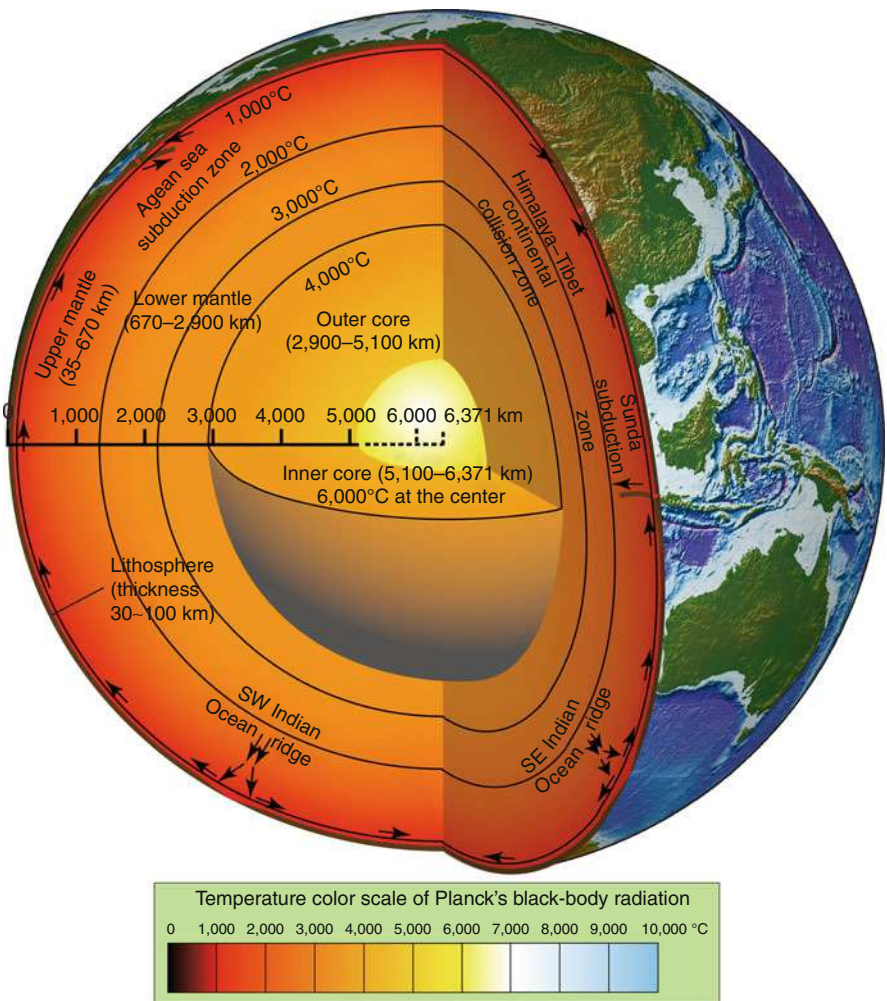 1,000°C
Agean sea
subduction zone
2,000°C
3,000°C
4,000°C
Himalaya–Tibet
continental
collision zone
Upper mantle
(35–670 km)
Lower mantle
(670–2,900 km)
Outer core
(2,900–5,100 km)
0 1,000 2,000 3,000 4,000 5,000 6,000 6,371 km
Sunda
subduction
zone
Inner core (5,100–6,371 km)
6,000°C at the center
Lithosphere
(thickness
30~100 km)
SW Indian
Ocean ridge
SE Indian
Ocean ridge
Temperature color scale of Planck's black-body radiation
0 1,000 2,000 3,000 4,000 5,000 6,000 7,000 8,000 9,000 10,000 °C